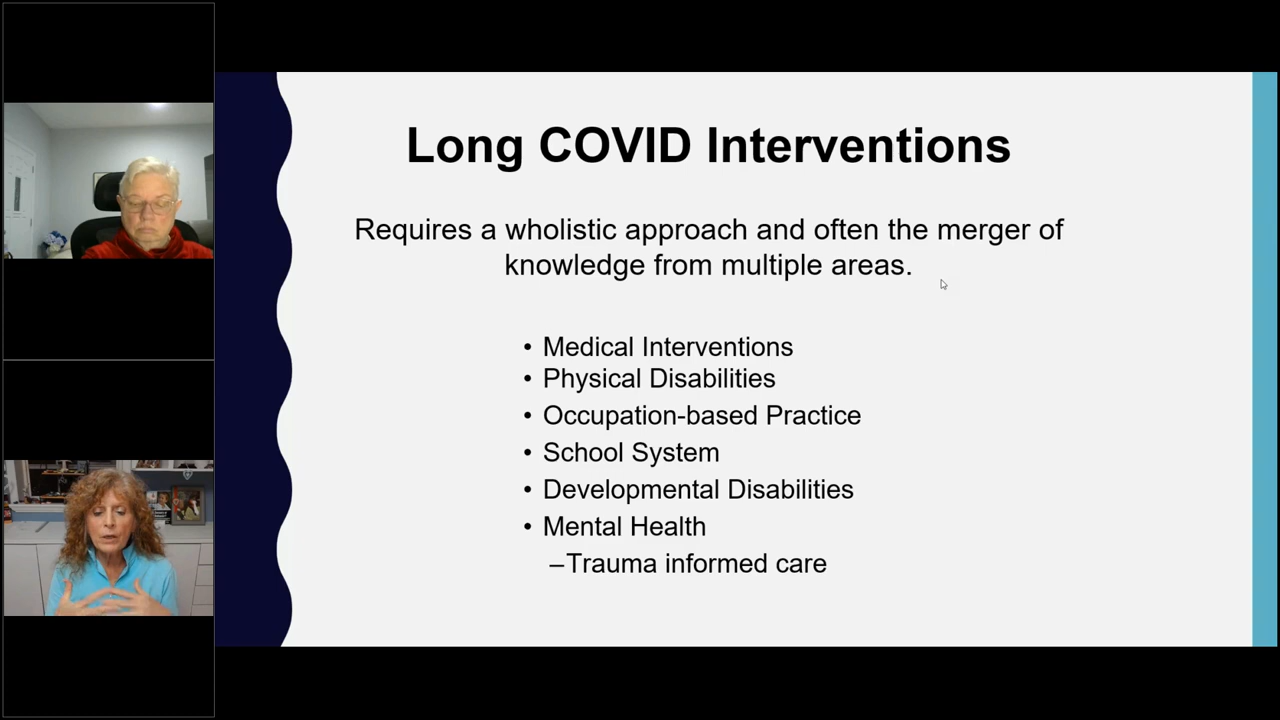 Long COVID Interventions
Requires a wholistic approach and often the merger of
knowledge from multiple areas.
• Medical Interventions
• Physical Disabilities
• Occupation-based Practice
• School System
• Developmental Disabilities
• Mental Health
–Trauma informed care